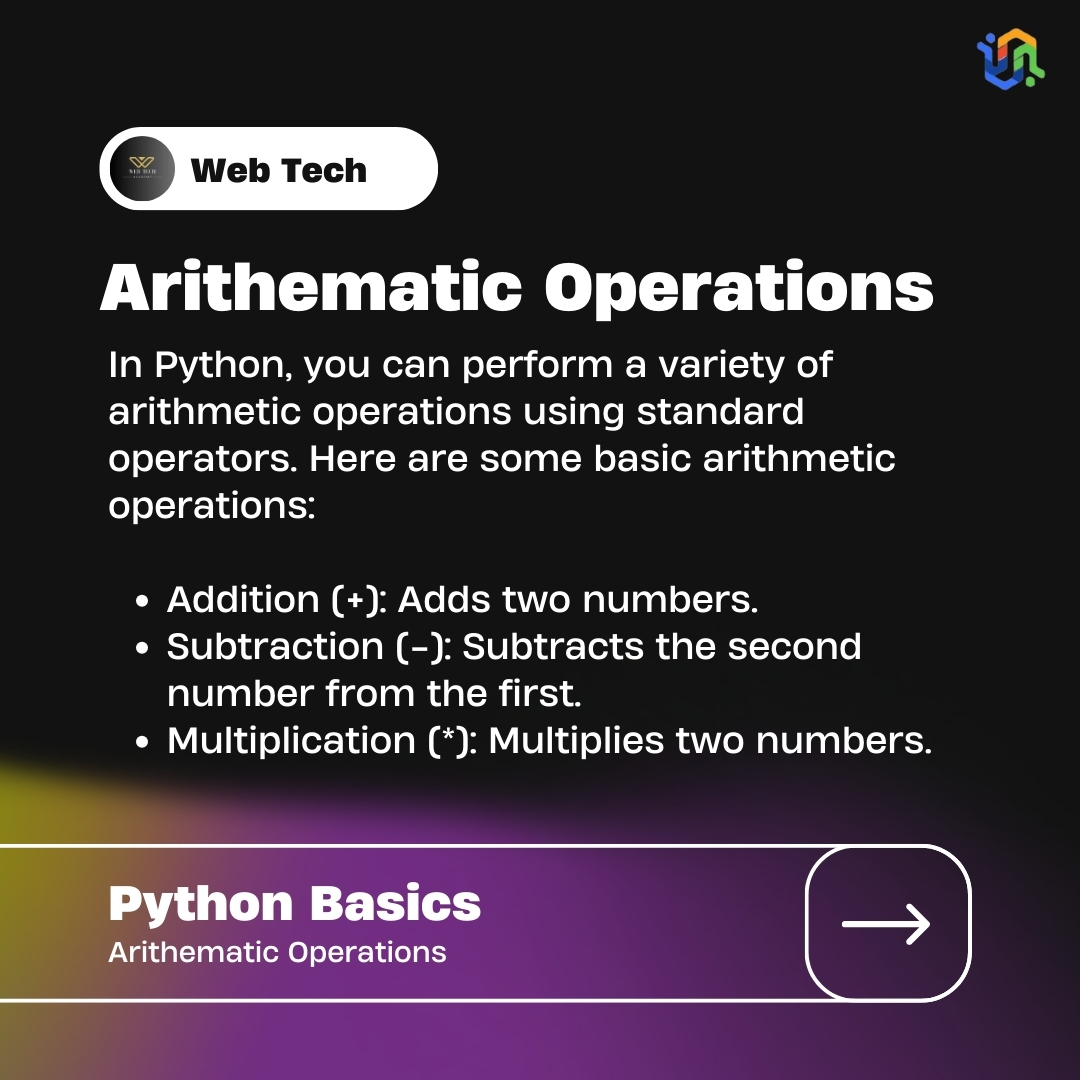 WEB TECH
Web Tech
Arithematic Operations
In Python, you can perform a variety of
arithmetic operations using standard
operators. Here are some basic arithmetic
operations:
• Addition (+): Adds two numbers.
• Subtraction (-): Subtracts the second
number from the first.
• Multiplication (*): Multiplies two numbers.
Python Basics
Arithematic Operations